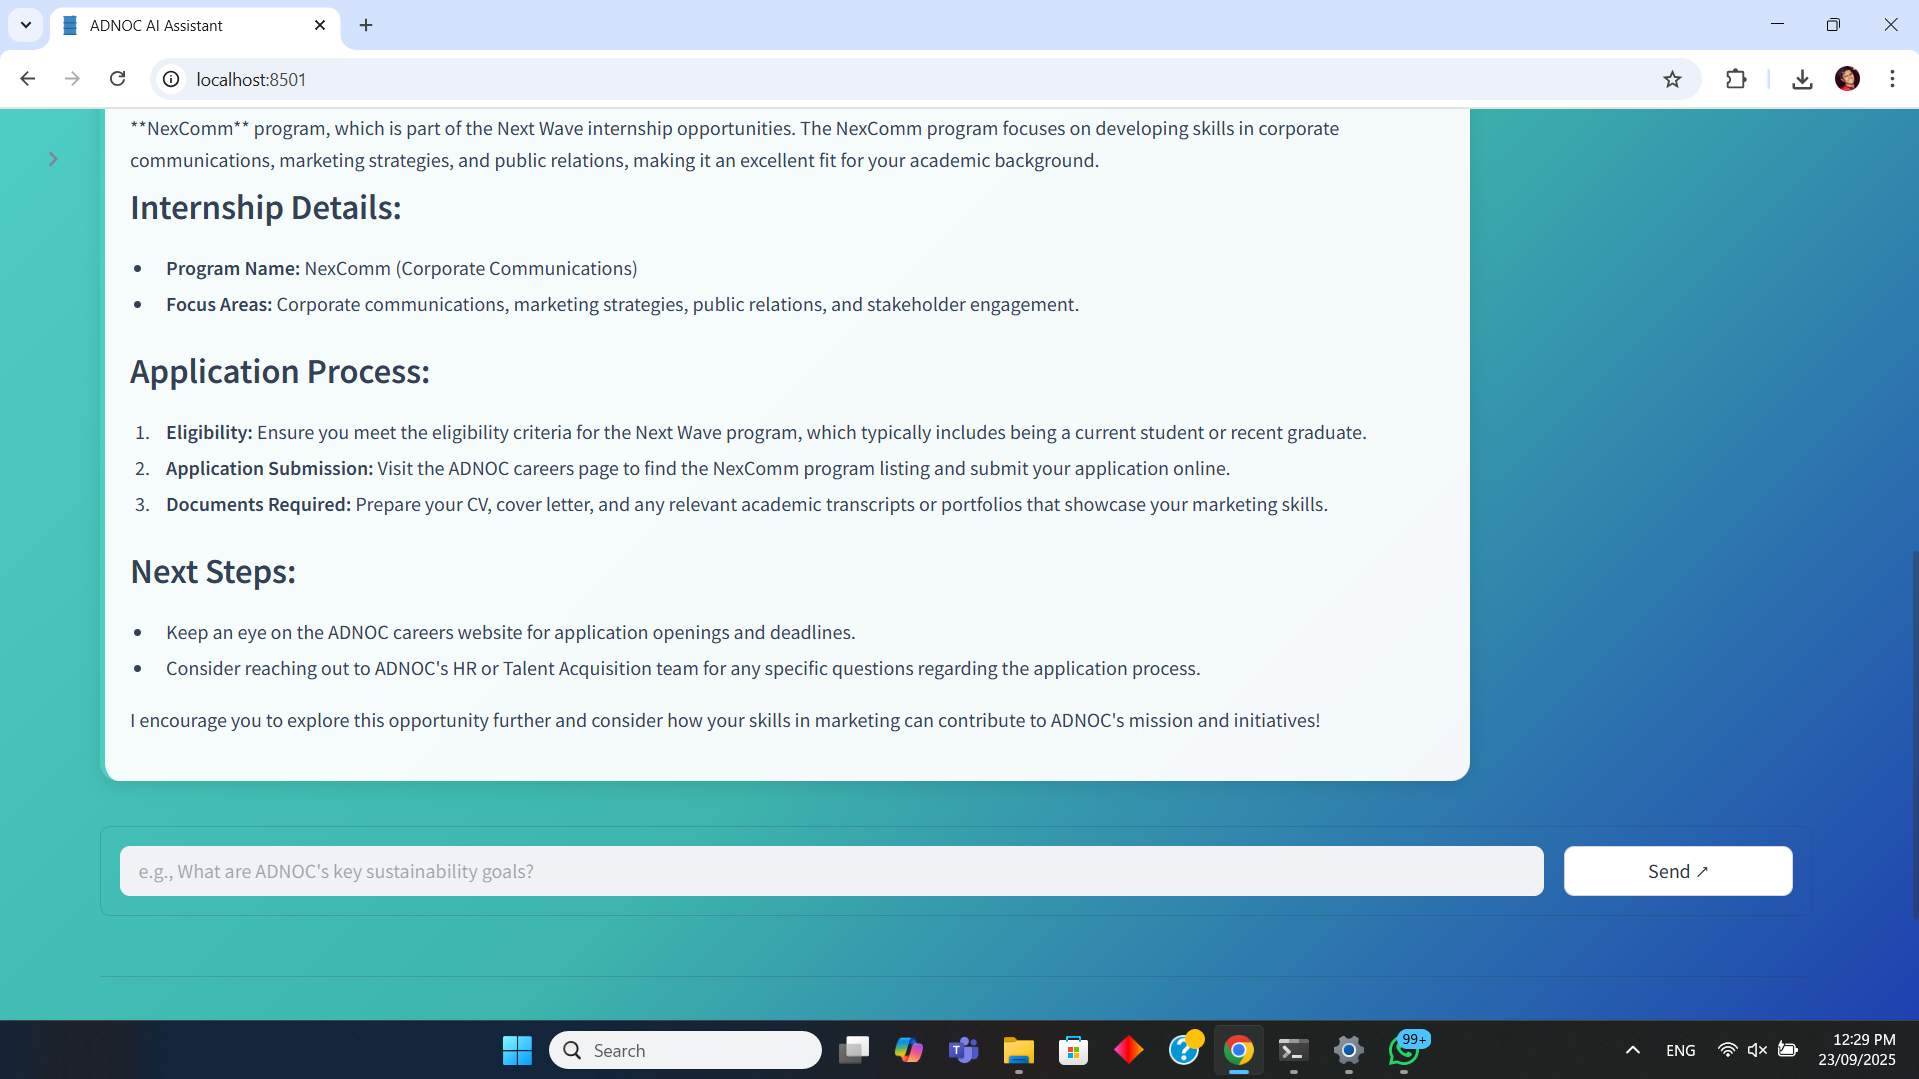 ADNOC AI Assistant
localhost:8501
**NexComm** program, which is part of the Next Wave internship opportunities. The NexComm program focuses on developing skills in corporate
communications, marketing strategies, and public relations, making it an excellent fit for your academic background.
Internship Details:
• Program Name: NexComm (Corporate Communications)
• Focus Areas: Corporate communications, marketing strategies, public relations, and stakeholder engagement.
Application Process:
1. Eligibility: Ensure you meet the eligibility criteria for the Next Wave program, which typically includes being a current student or recent graduate.
2. Application Submission: Visit the ADNOC careers page to find the NexComm program listing and submit your application online.
3. Documents Required: Prepare your CV, cover letter, and any relevant academic transcripts or portfolios that showcase your marketing skills.
Next Steps:
• Keep an eye on the ADNOC careers website for application openings and deadlines.
• Consider reaching out to ADNOC's HR or Talent Acquisition team for any specific questions regarding the application process.
I encourage you to explore this opportunity further and consider how your skills in marketing can contribute to ADNOC's mission and initiatives!
e.g., What are ADNOC's key sustainability goals?
Send ↗
Search
99+
ENG
12:29 PM
23/09/2025